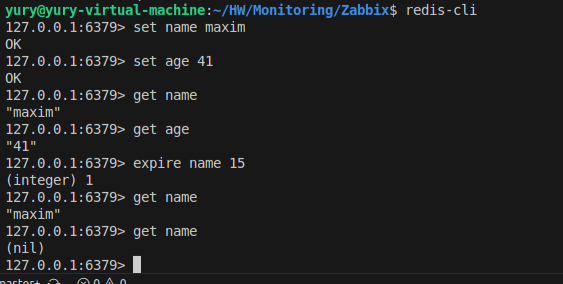 yury@yury-virtual-machine:~/HW/Monitoring/Zabbix$ redis-cli
127.0.0.1:6379> set name maxim
OK
127.0.0.1:6379> set age 41
OK
127.0.0.1:6379> get name
"maxim"
127.0.0.1:6379> get age
"41"
127.0.0.1:6379> expire name 15
(integer) 1
127.0.0.1:6379> get name
"maxim"
127.0.0.1:6379> get name
(nil)
127.0.0.1:6379>